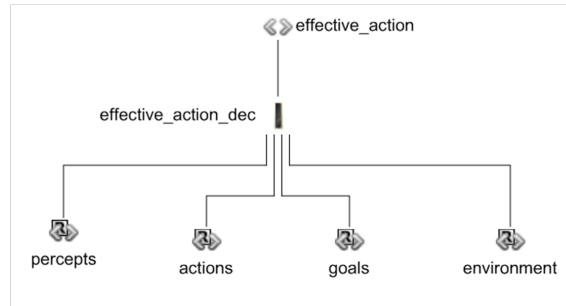 effective_action
effective_action_dec
percepts
actions
goals
environment